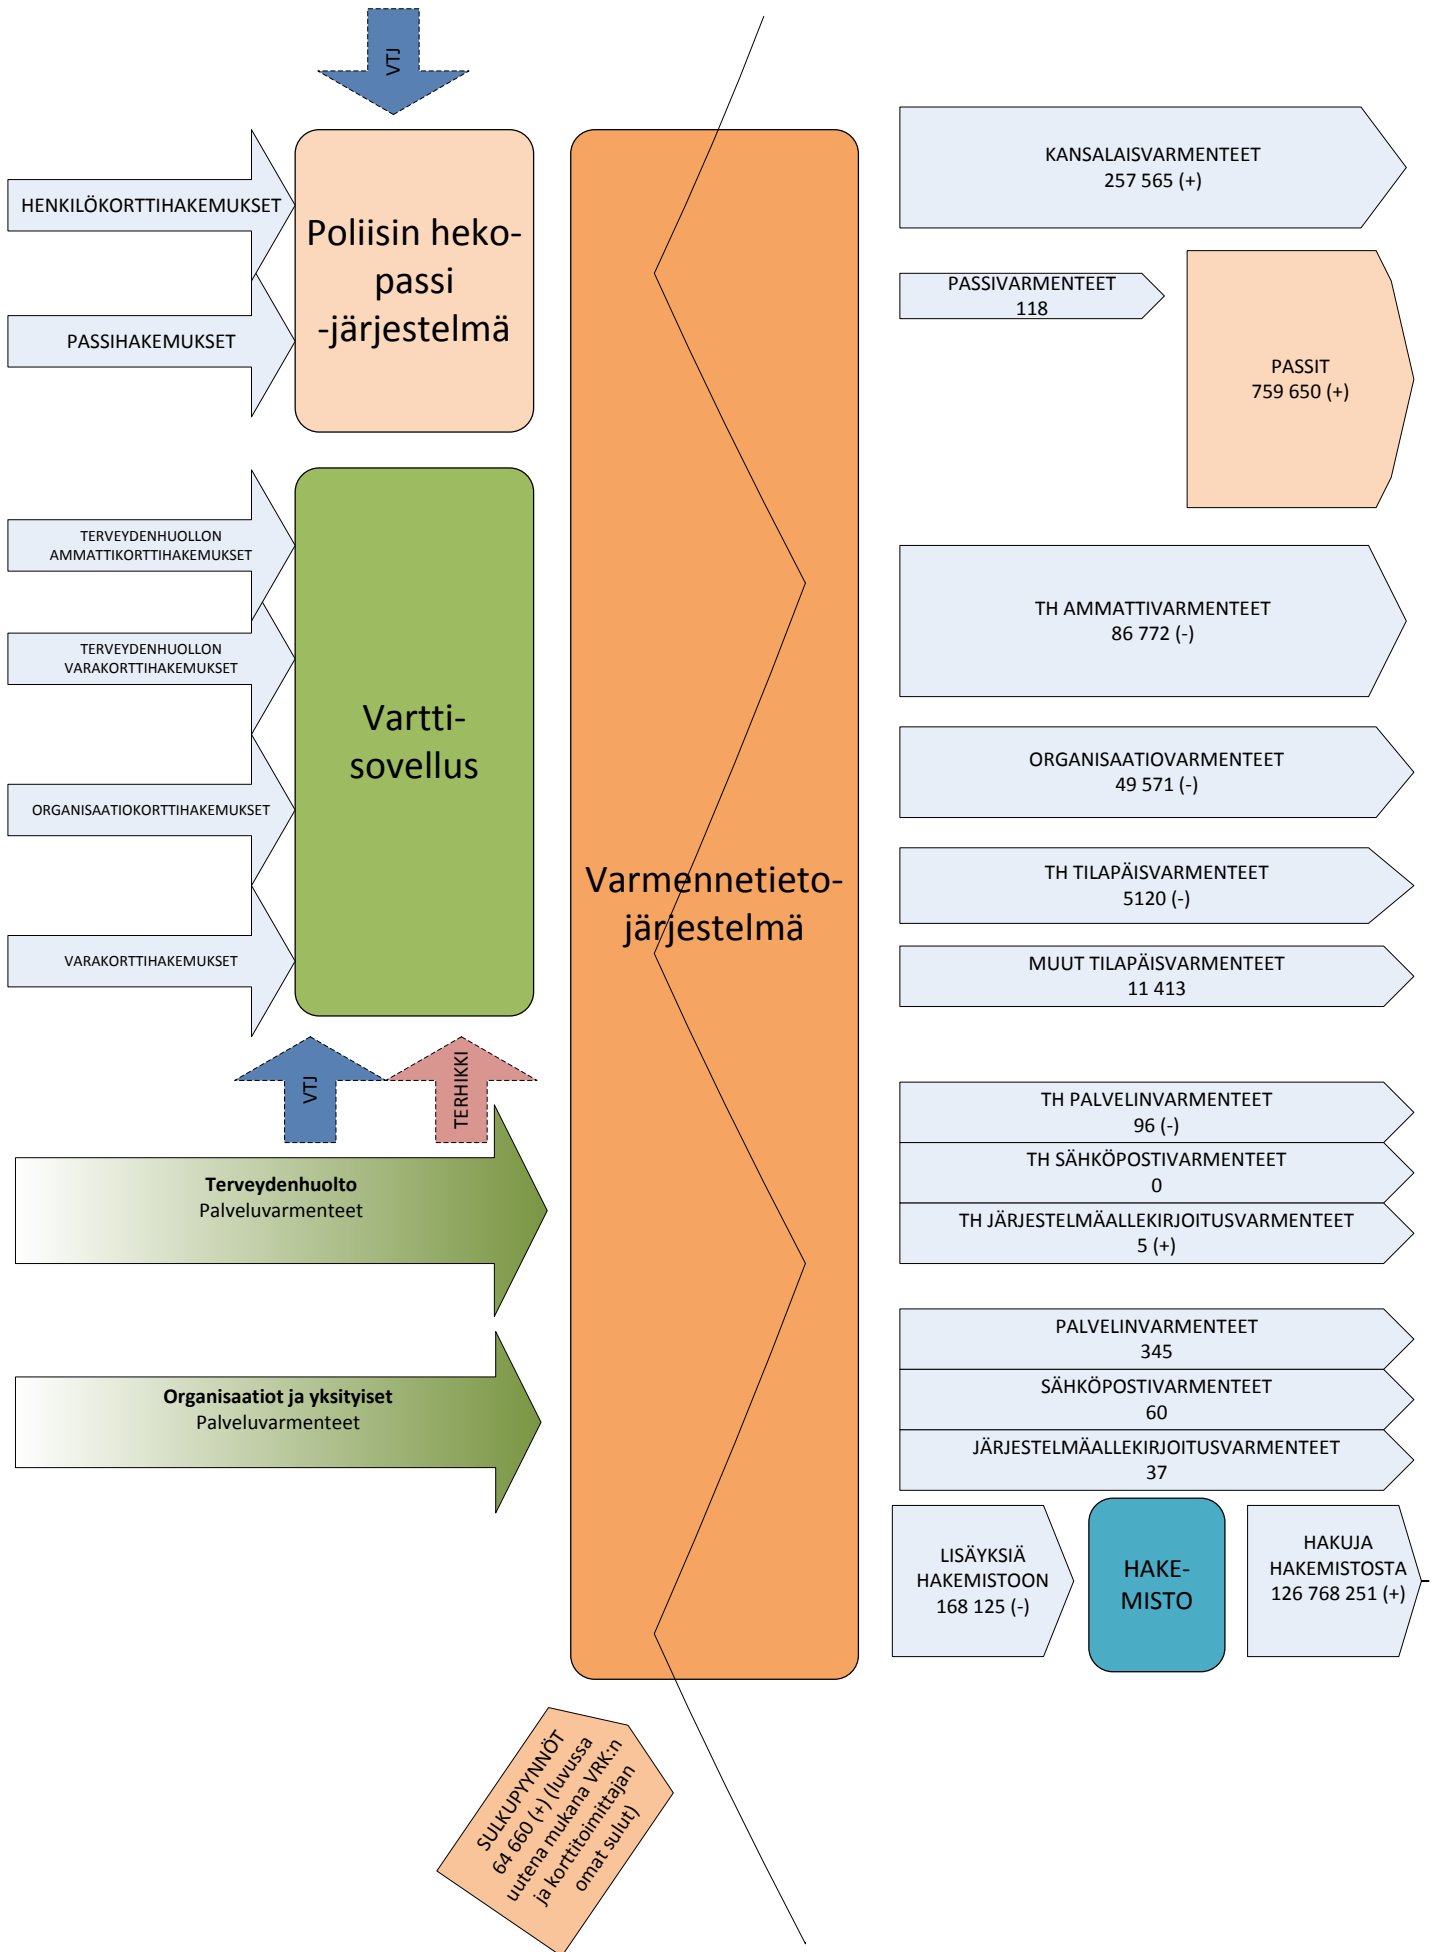 VTJ
HENKILÖKORTTIHAKEMUKSET
PASSIHAKEMUKSET
Poliisin heko-
passi
-järjestelmä
TERVEYDENHUOLLON
AMMATTIKORTTIHAKEMUKSET
TERVEYDENHUOLLON
VARAKORTTIHAKEMUKSET
ORGANISAATIOKORTTIHAKEMUKSET
VARAKORTTIHAKEMUKSET
Vartti-
sovellus
VTJ
TERHIKKI
Terveydenhuolto
Palveluvarmenteet
Organisaatiot ja yksityiset
Palveluvarmenteet
Varmennetieto-
järjestelmä
KANSALAISVARMENTEET
257 565 (+)
PASSIVARMENTEET
118
PASSIT
759 650 (+)
TH AMMATTIVARMENTEET
86 772 (-)
ORGANISAATIOVARMENTEET
49 571 (-)
TH TILAPÄISVARMENTEET
5120 (-)
MUUT TILAPÄISVARMENTEET
11 413
TH PALVELINVARMENTEET
96 (-)
TH SÄHKÖPOSTIVARMENTEET
0
TH JÄRJESTELMÄALLEKIRJOITUSVARMENTEET
5 (+)
PALVELINVARMENTEET
345
SÄHKÖPOSTIVARMENTEET
60
JÄRJESTELMÄALLEKIRJOITUSVARMENTEET
37
LISÄYKSIÄ
HAKEMISTOON
168 125 (-)
HAKE-
MISTO
HAKUJA
HAKEMISTOSTA
126 768 251 (+)
SULKUPYYNNÖT
64 660 (+) (luvussa
uutena mukana VRK:n
ja korttitoimittajan
omat sulut)